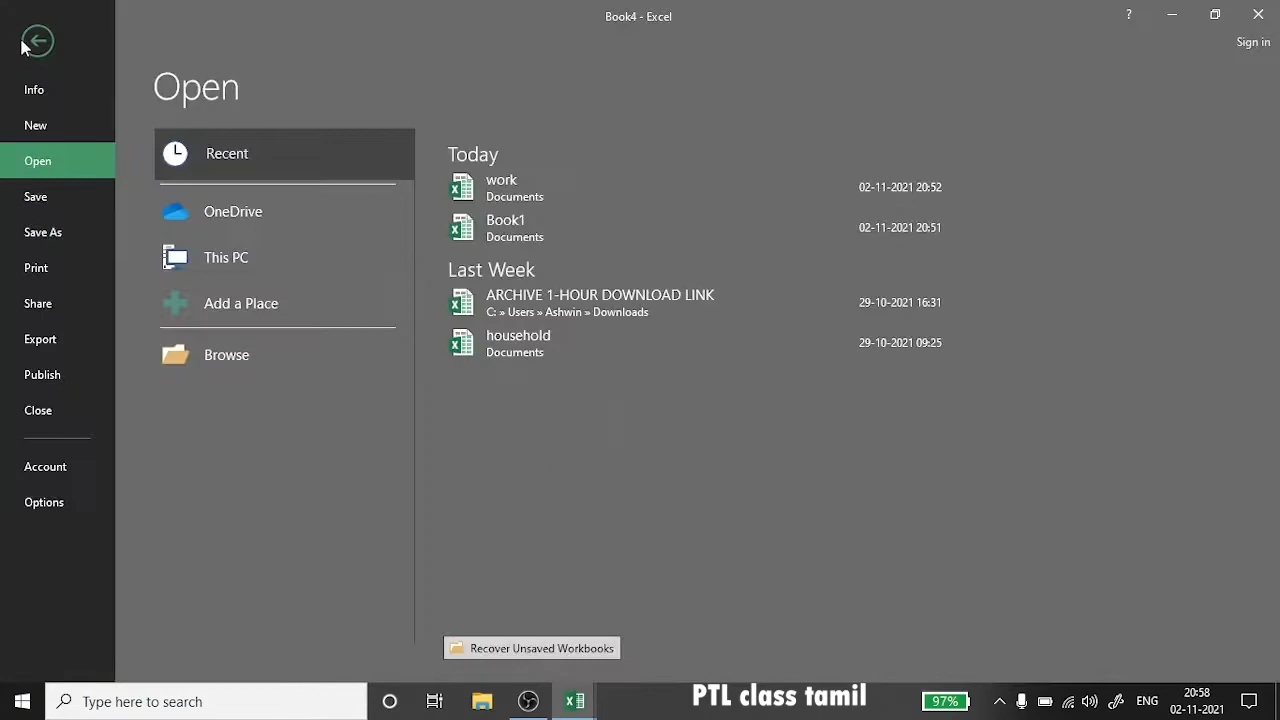 Book4 - Excel
?
Sign in
Info
New
Open
Save
Save As
Print
Share
Export
Publish
Close
Account
Options
Open
Recent
OneDrive
This PC
Add a Place
Browse
Today
work
Documents
02-11-2021 20:52
Book1
Documents
02-11-2021 20:51
Last Week
ARCHIVE 1-HOUR DOWNLOAD LINK
C: » Users » Ashwin » Downloads
29-10-2021 16:31
household
Documents
29-10-2021 09:25
Recover Unsaved Workbooks
Type here to search
PTL class tamil
97%
ENG
20:58
02-11-2021